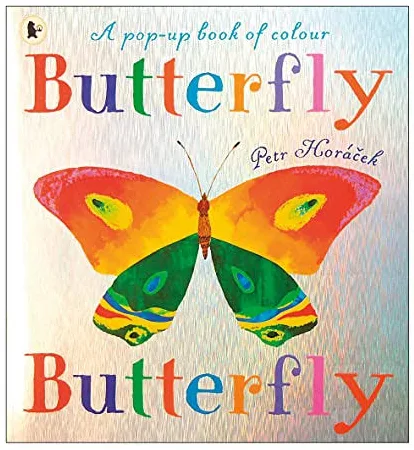 A pop-up book of colour
Butterfly
Petr Horáček
Butterfly